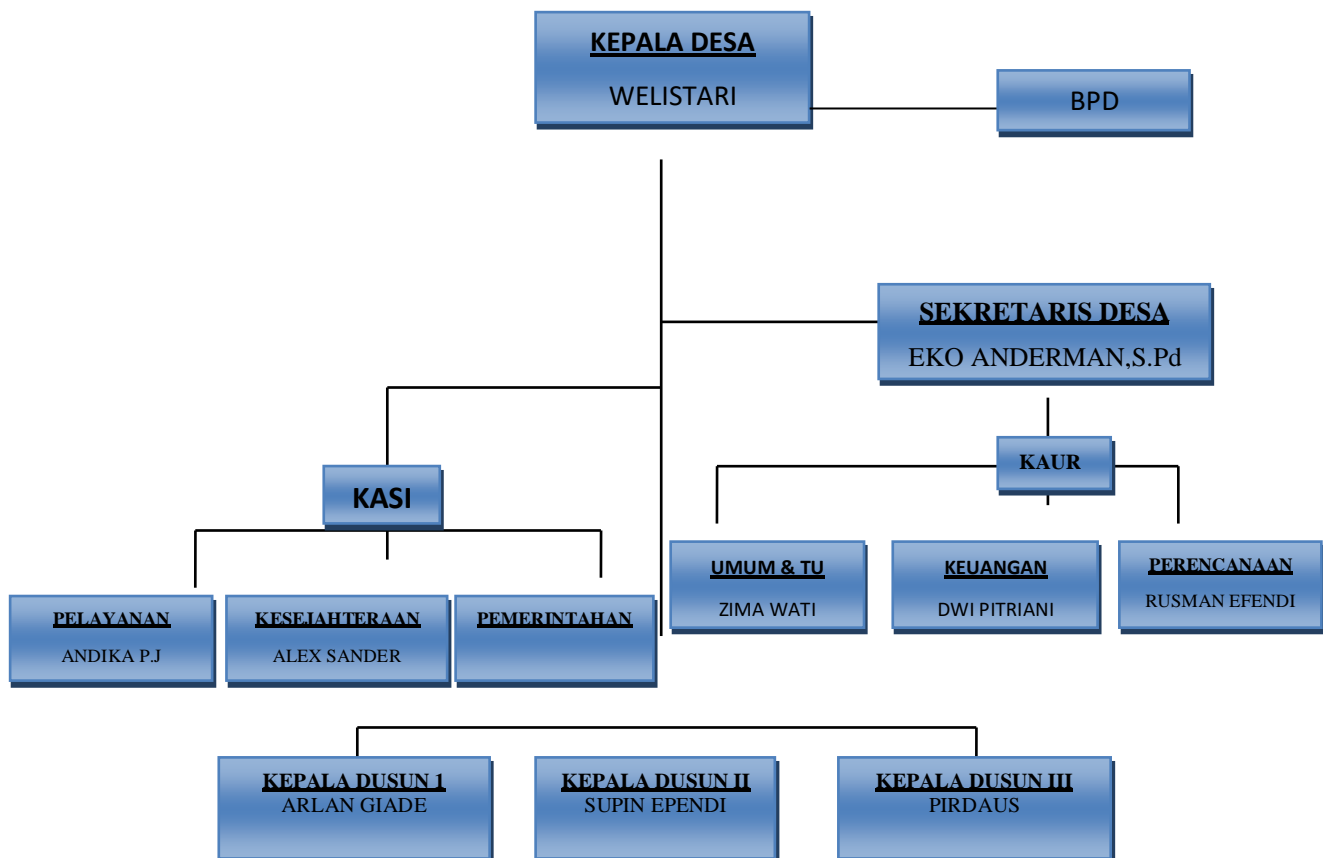 KEPALA DESA
WELISTARI
BPD
SEKRETARIS DESA
EKO ANDERMAN,S.Pd
KAUR
KASI
UMUM & TU
ZIMA WATI
KEUANGAN
DWI PITRIANI
PERENCANAAN
RUSMAN EFENDI
PELAYANAN
ANDIKA P.J
KESEJAHTERAAN
ALEX SANDER
PEMERINTAHAN
KEPALA DUSUN 1
ARLAN GIADE
KEPALA DUSUN II
SUPIN EPENDI
KEPALA DUSUN III
PIRDAUS